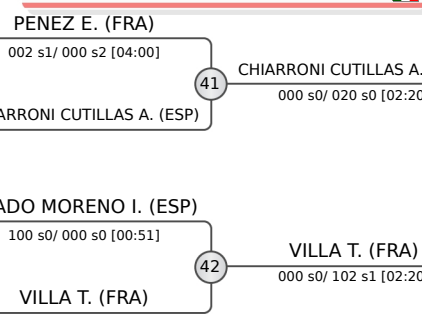 PENEZ E. (FRA)
002 s1/ 000 s2 [04:00]
41
CHIARRONI CUTILLAS A.
000 s0/ 020 s0 [02:20
ARRONI CUTILLAS A. (ESP)
ADO MORENO I. (ESP)
100 s0/ 000 s0 [00:51]
42
VILLA T. (FRA)
000 s0/ 102 s1 [02:20
VILLA T. (FRA)